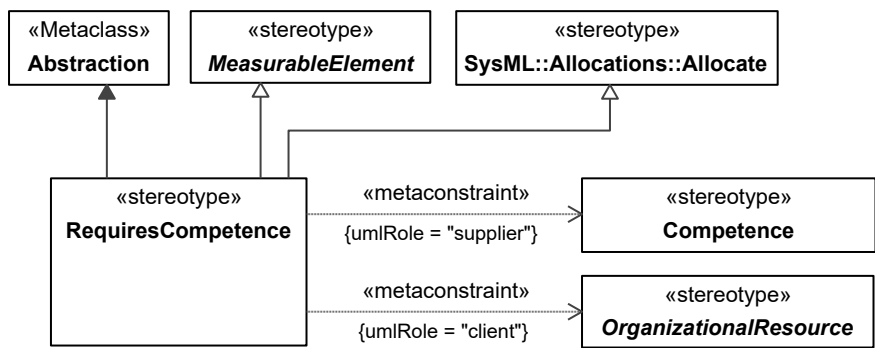 «Metaclass»
Abstraction
«stereotype»
MeasurableElement
«stereotype»
SysML::Allocations::Allocate
«stereotype»
RequiresCompetence
«metaconstraint»
{umlRole = "supplier"}
«stereotype»
Competence
«metaconstraint»
{umlRole = "client"}
«stereotype»
OrganizationalResource